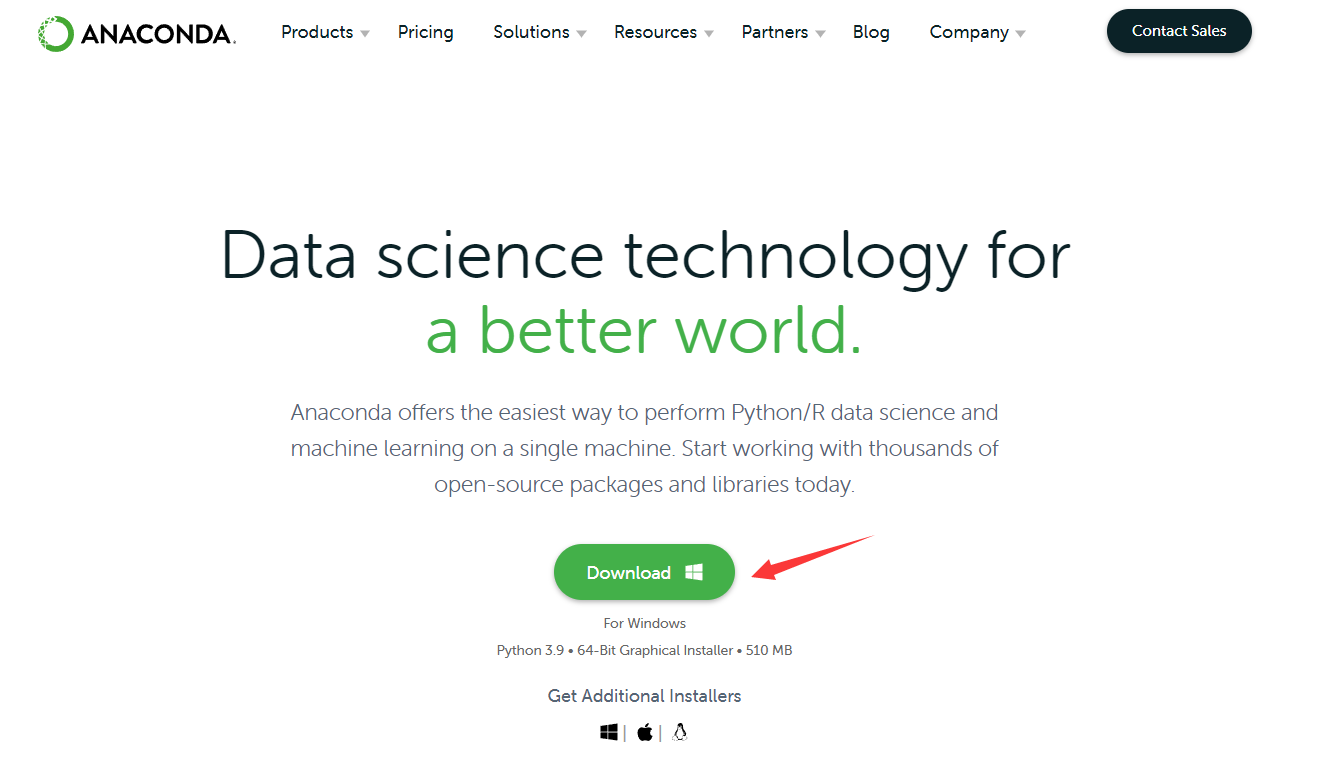 ANACONDA.
Products
Pricing
Solutions
Resources
Partners
Blog
Company
Contact Sales
Data science technology for
a better world.
Anaconda offers the easiest way to perform Python/R data science and
machine learning on a single machine. Start working with thousands of
open-source packages and libraries today.
Download
For Windows
Python 3.9 • 64-Bit Graphical Installer • 510 MB
Get Additional Installers